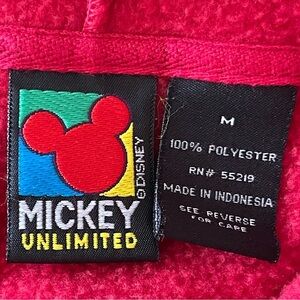 © DISNEY
MICKEY
UNLIMITED
M
100% POLYESTER
RN# 55219
MADE IN INDONESIA
SEE REVERSE
FOR CARE